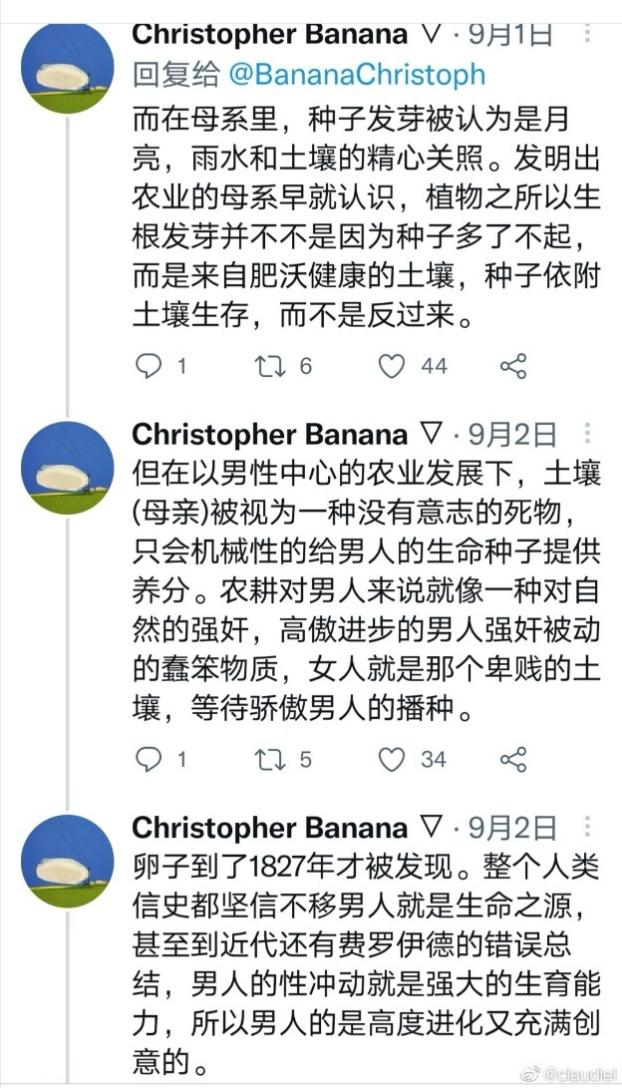 Christopher Banana ▽ · 9月1日
回复给 @BananaChristoph
而在母系里，种子发芽被认为是月
亮，雨水和土壤的精心关照。发明出
农业的母系早就认识，植物之所以生
根发芽并不不是因为种子多了不起，
而是来自肥沃健康的土壤，种子依附
土壤生存，而不是反过来。
1 6 44
Christopher Banana ▽ · 9月2日
但在以男性中心的农业发展下，土壤
(母亲)被视为一种没有意志的死物，
只会机械性的给男人的生命种子提供
养分。农耕对男人来说就像一种对自
然的强奸，高傲进步的男人强奸被动
的蠢笨物质，女人就是那个卑贱的土
壤，等待骄傲男人的播种。
1 5 34
Christopher Banana ▽ · 9月2日
卵子到了1827年才被发现。整个人类
信史都坚信不移男人就是生命之源，
甚至到近代还有费罗伊德的错误总
结，男人的性冲动就是强大的生育能
力，所以男人的是高度进化又充满创
意的。
@claudiel